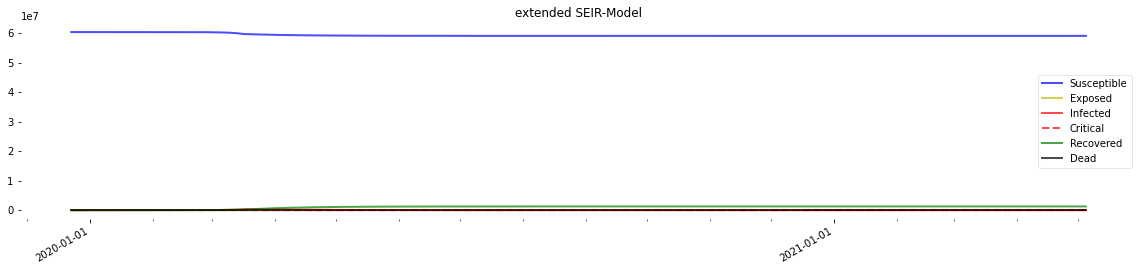 extended SEIR-Model
1e7
6
5
4
3
2
1
0
Susceptible
Exposed
Infected
Critical
Recovered
Dead
2020-01-01
2021-01-01